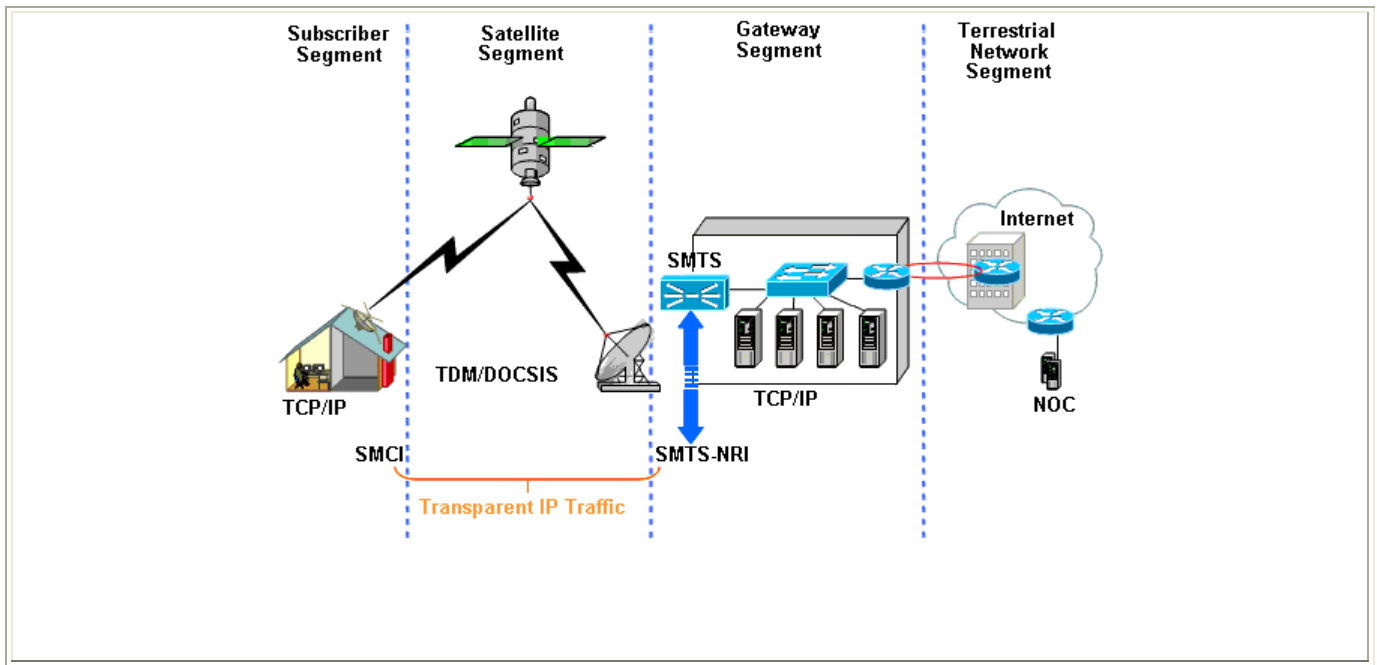 Subscriber
Segment
Satellite
Segment
Gateway
Segment
Terrestrial
Network
Segment
Internet
SMTS
TDM/DOCSIS
TCP/IP
TCP/IP
NOC
SMCI
SMTS-NRI
Transparent IP Traffic